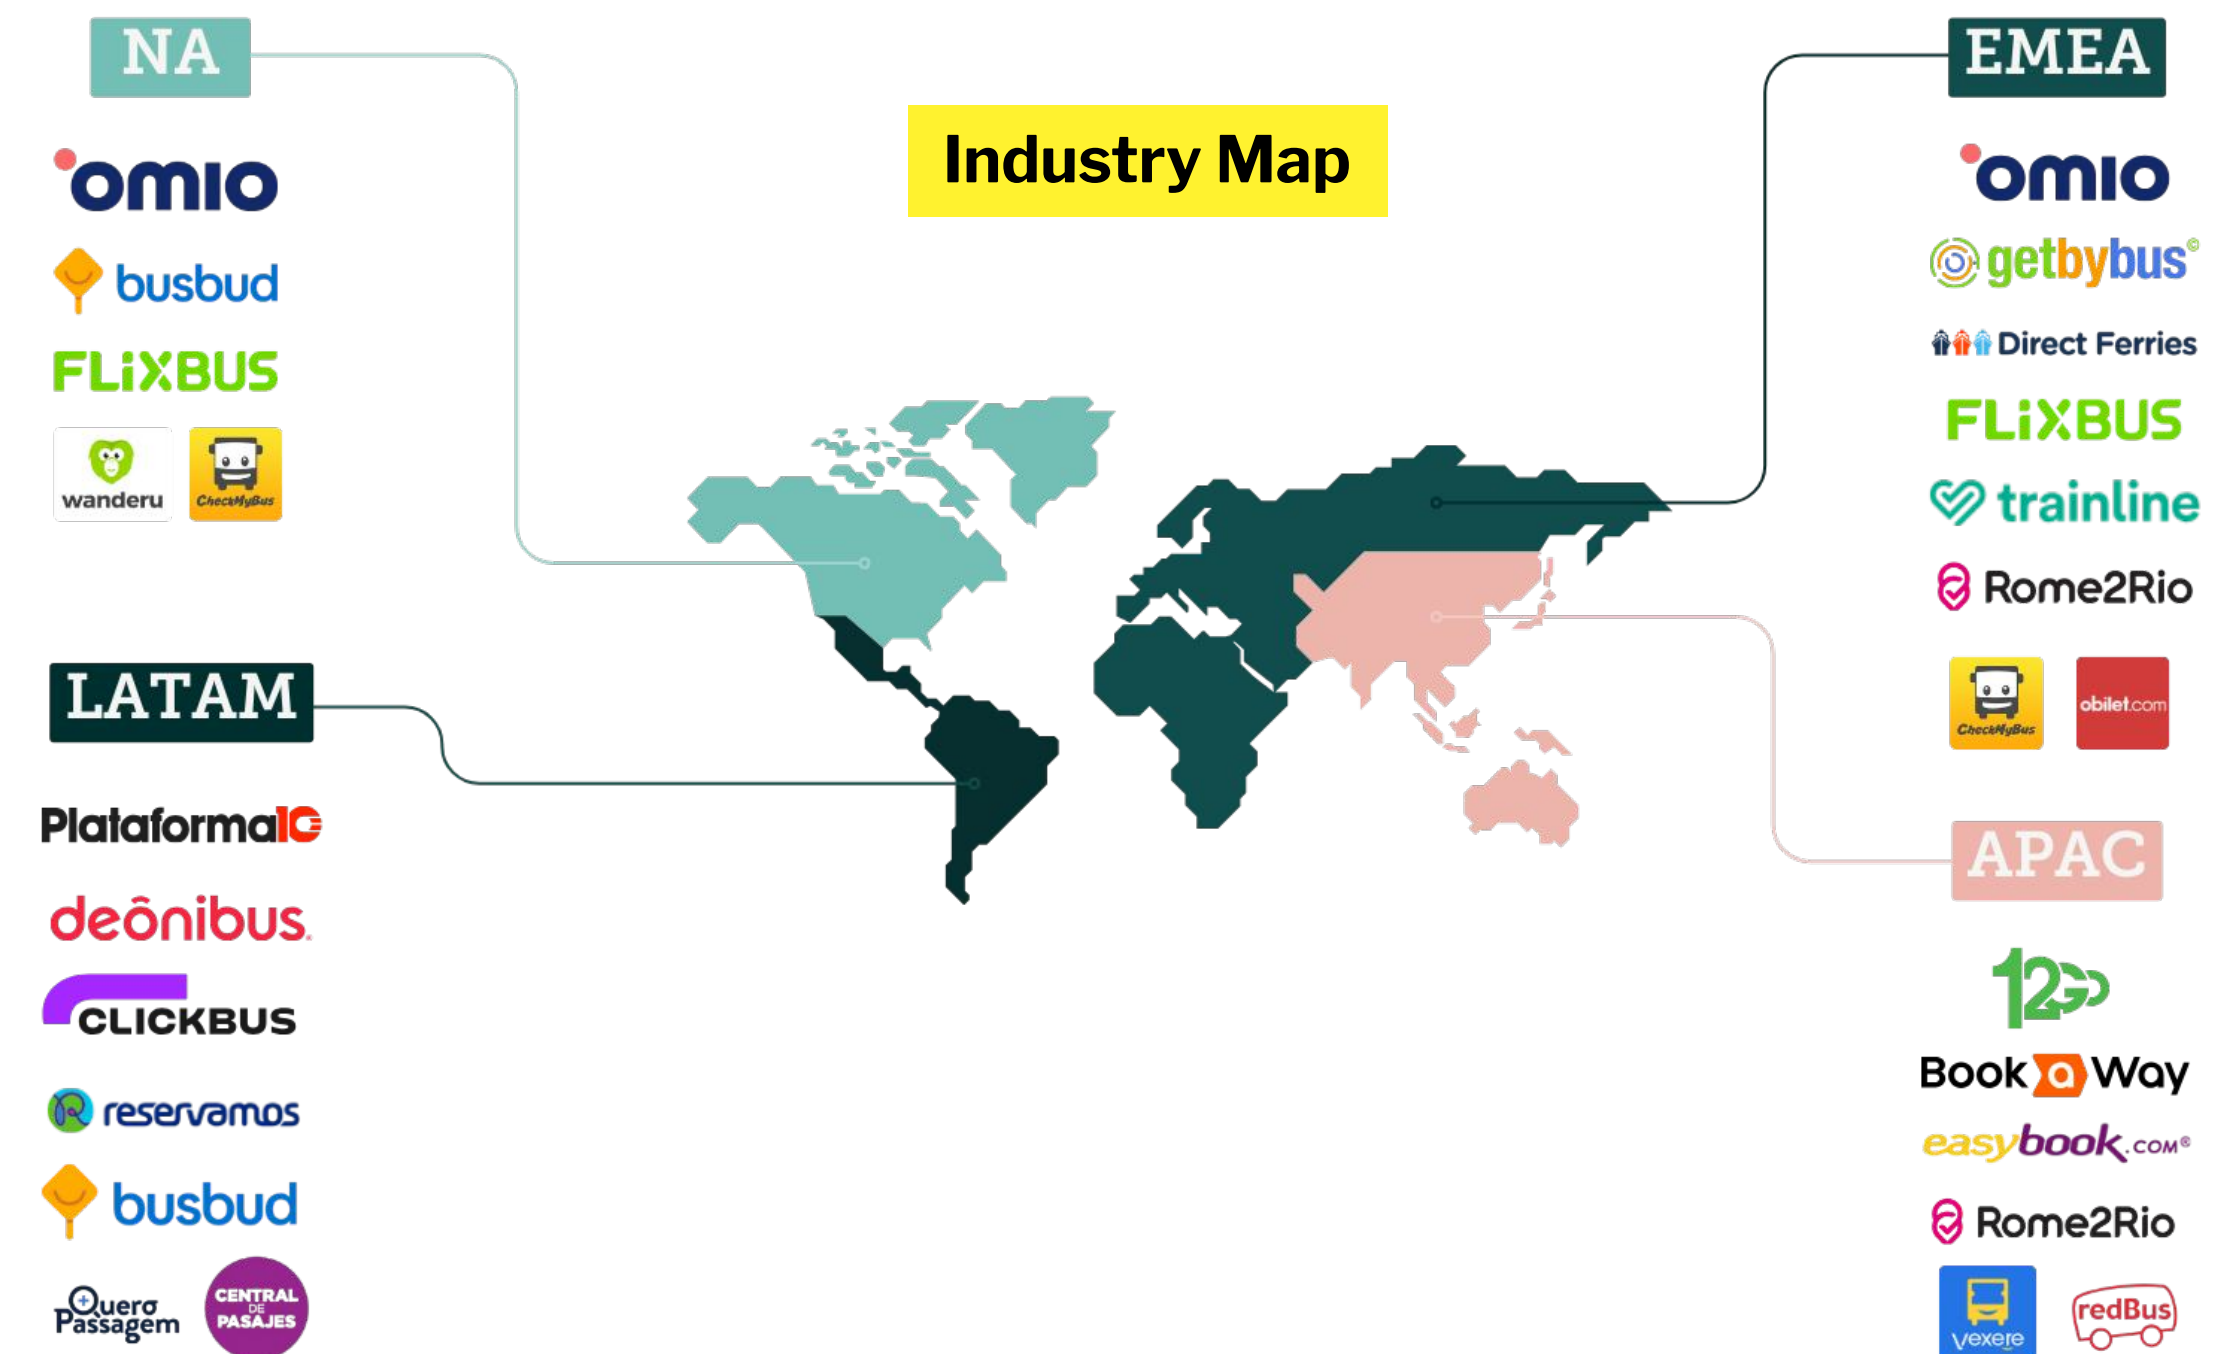 NA
omio
busbud
FLiXBUS
wanderu
CheckMyBus
LATAM
Plataforma10
deônibus.
CLICKBUS
reservamos
busbud
Quero
Passagem
CENTRAL
DE
PASAJES
Industry Map
EMEA
omio
getbybus©
Direct Ferries
FLiXBUS
trainline
Rome2Rio
CheckMyBus
obilet.com
APAC
12GO
Book a Way
easybook.COM®
Rome2Rio
vexere
redBus